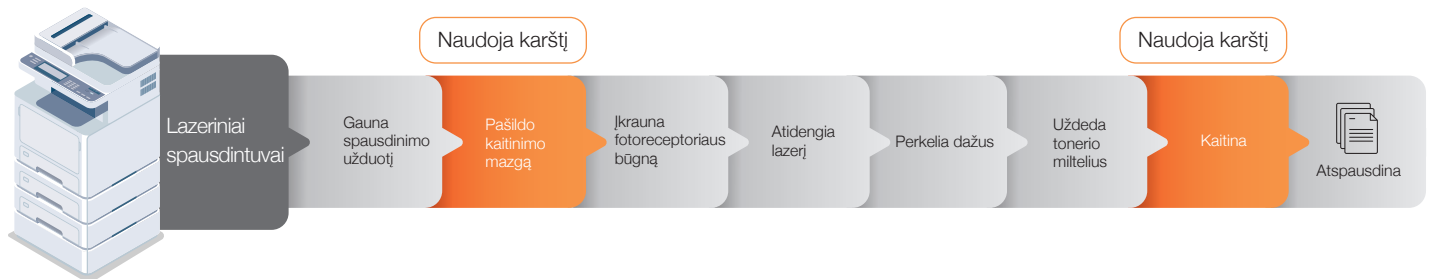 Naudoja karštį
Naudoja karštį
Lazeriniai
spausdintuvai
Gauna
spausdinimo
užduotį
Pašildo
kaitinimo
mazgą
Įkrauna
fotoreceptoriaus
būgną
Atidengia
lazerį
Perkelia dažus
Uždeda
tonerio
miltelius
Kaitina
Atspausdina